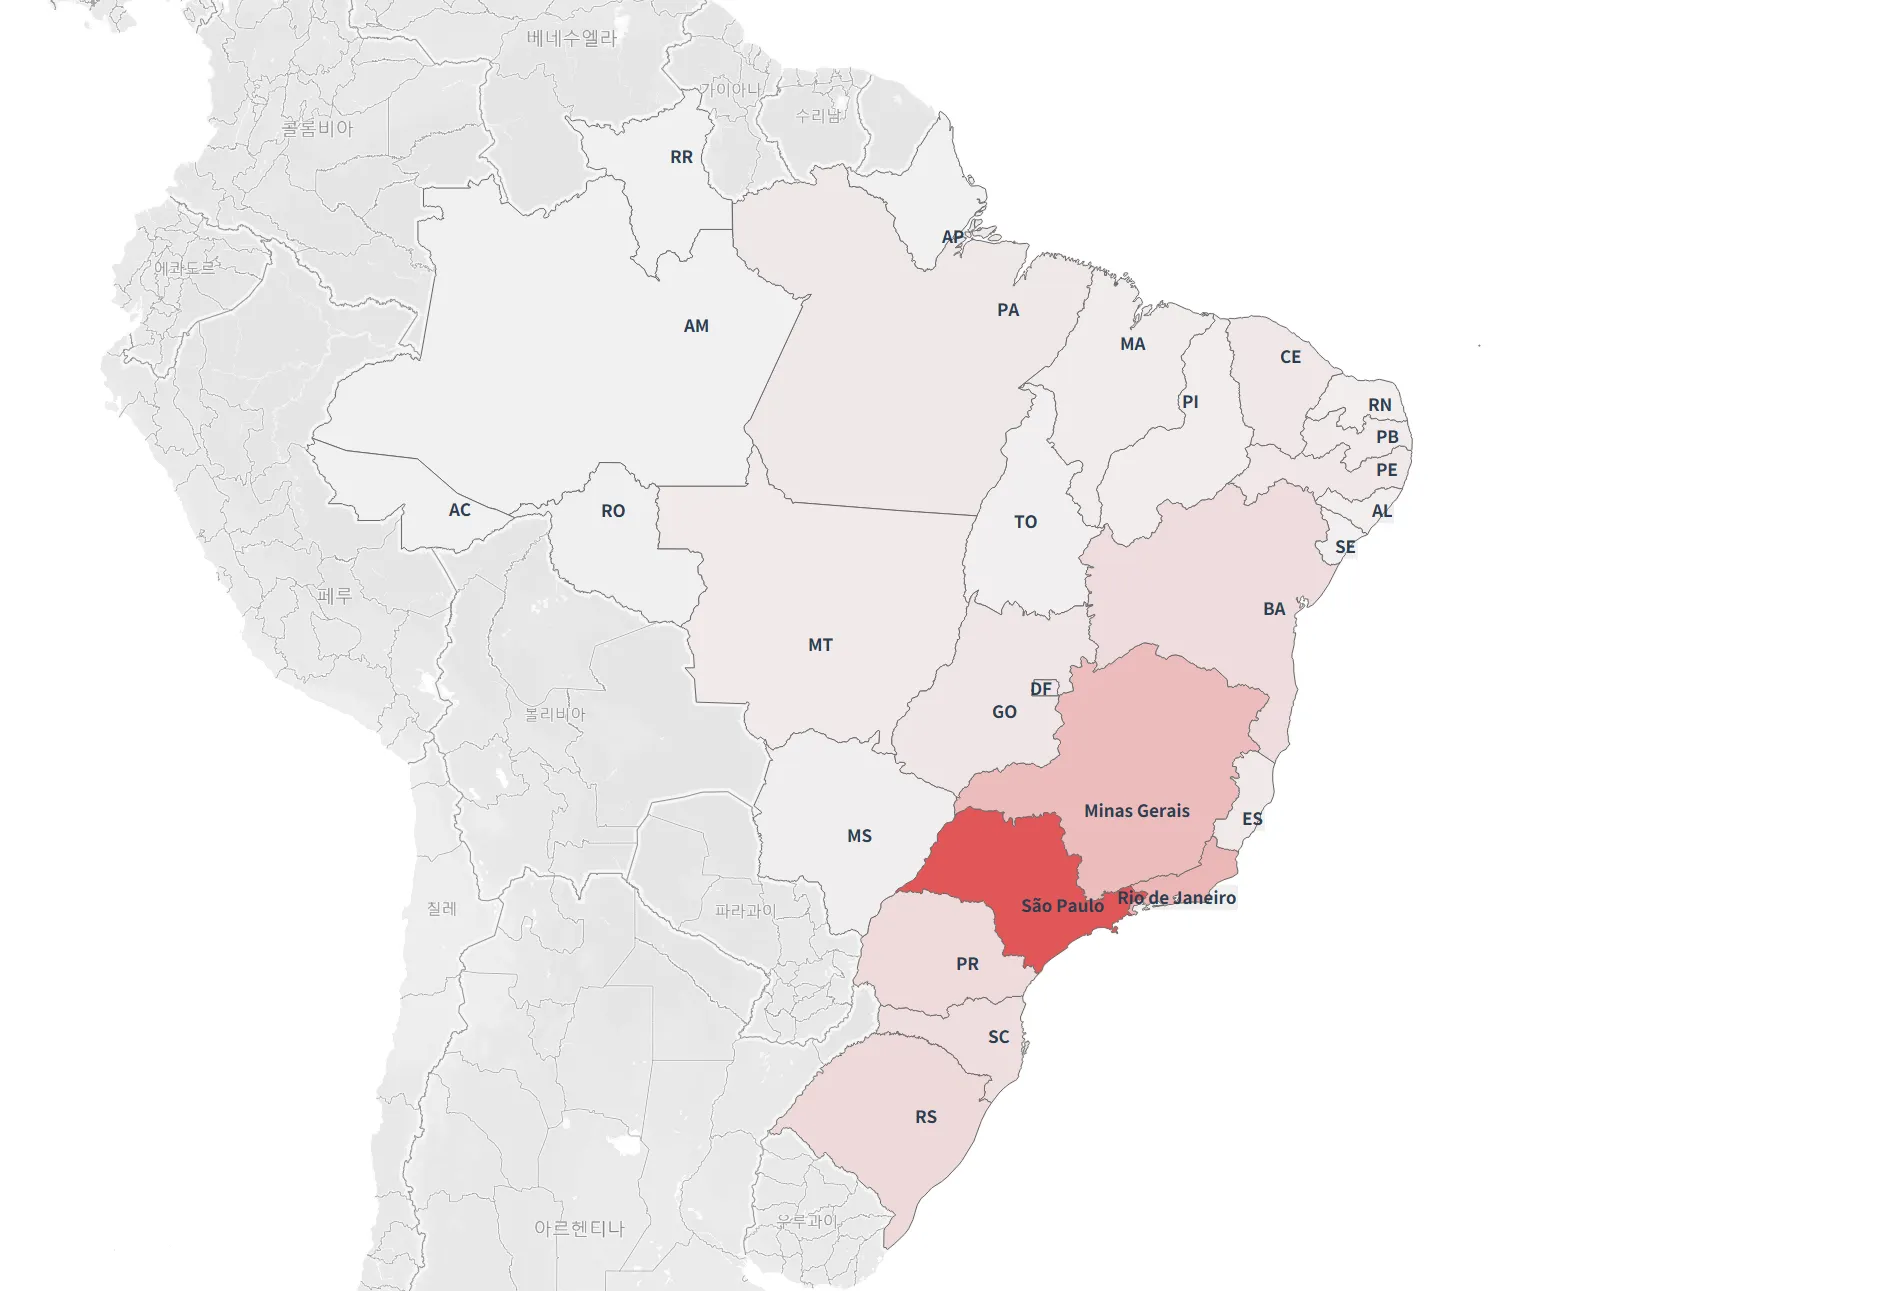 베네수엘라
가이아나
수리남
콜롬비아
RR
AP
에콰도르
PA
AM
MA
CE
PI
RN
PB
PE
AC
RO
AL
TO
SE
페루
BA
MT
DF
GO
볼리비아
Minas Gerais
ES
MS
Rio de Janeiro
São Paulo
칠레
파라과이
PR
SC
RS
우루과이
아르헨티나